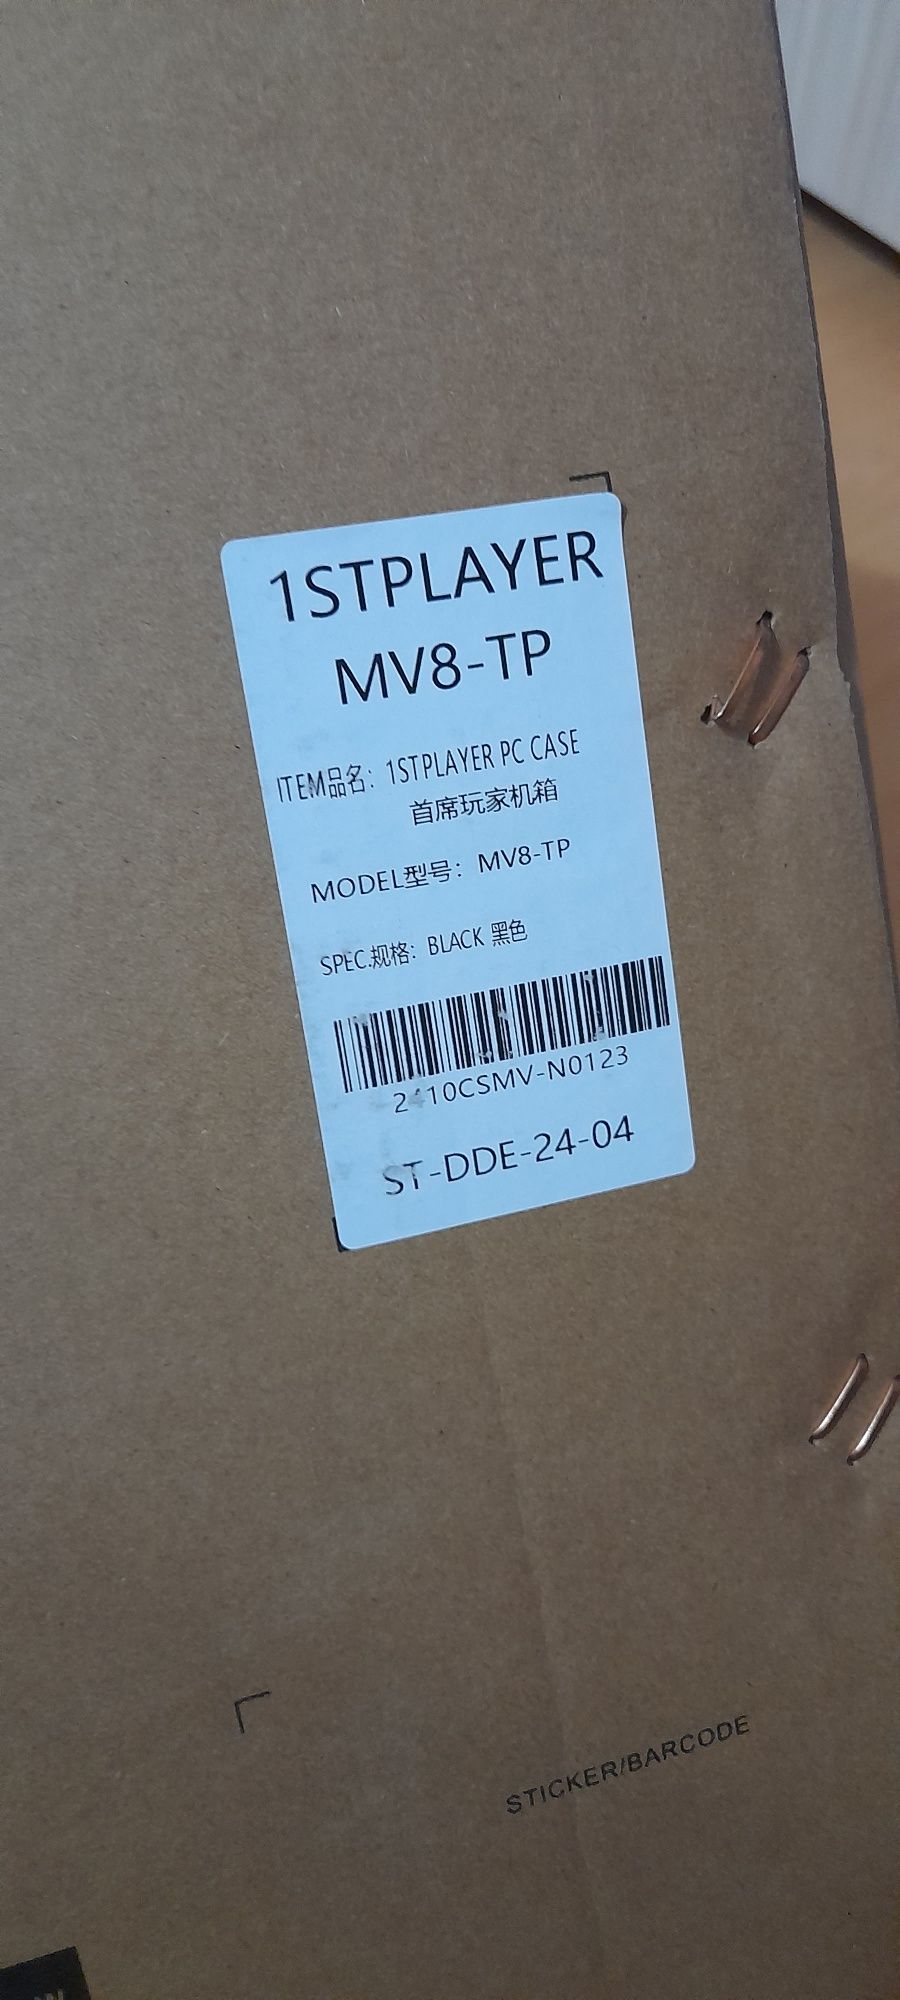 1STPLAYER
MV8-TP
ITEM品名: 1STPLAYER PC CASE
首席玩家机箱
MODEL型号: MV8-TP
SPEC.规格: BLACK 黑色
2410CSMV-N0123
ST-DDE-24-04
STICKER/BARCODE